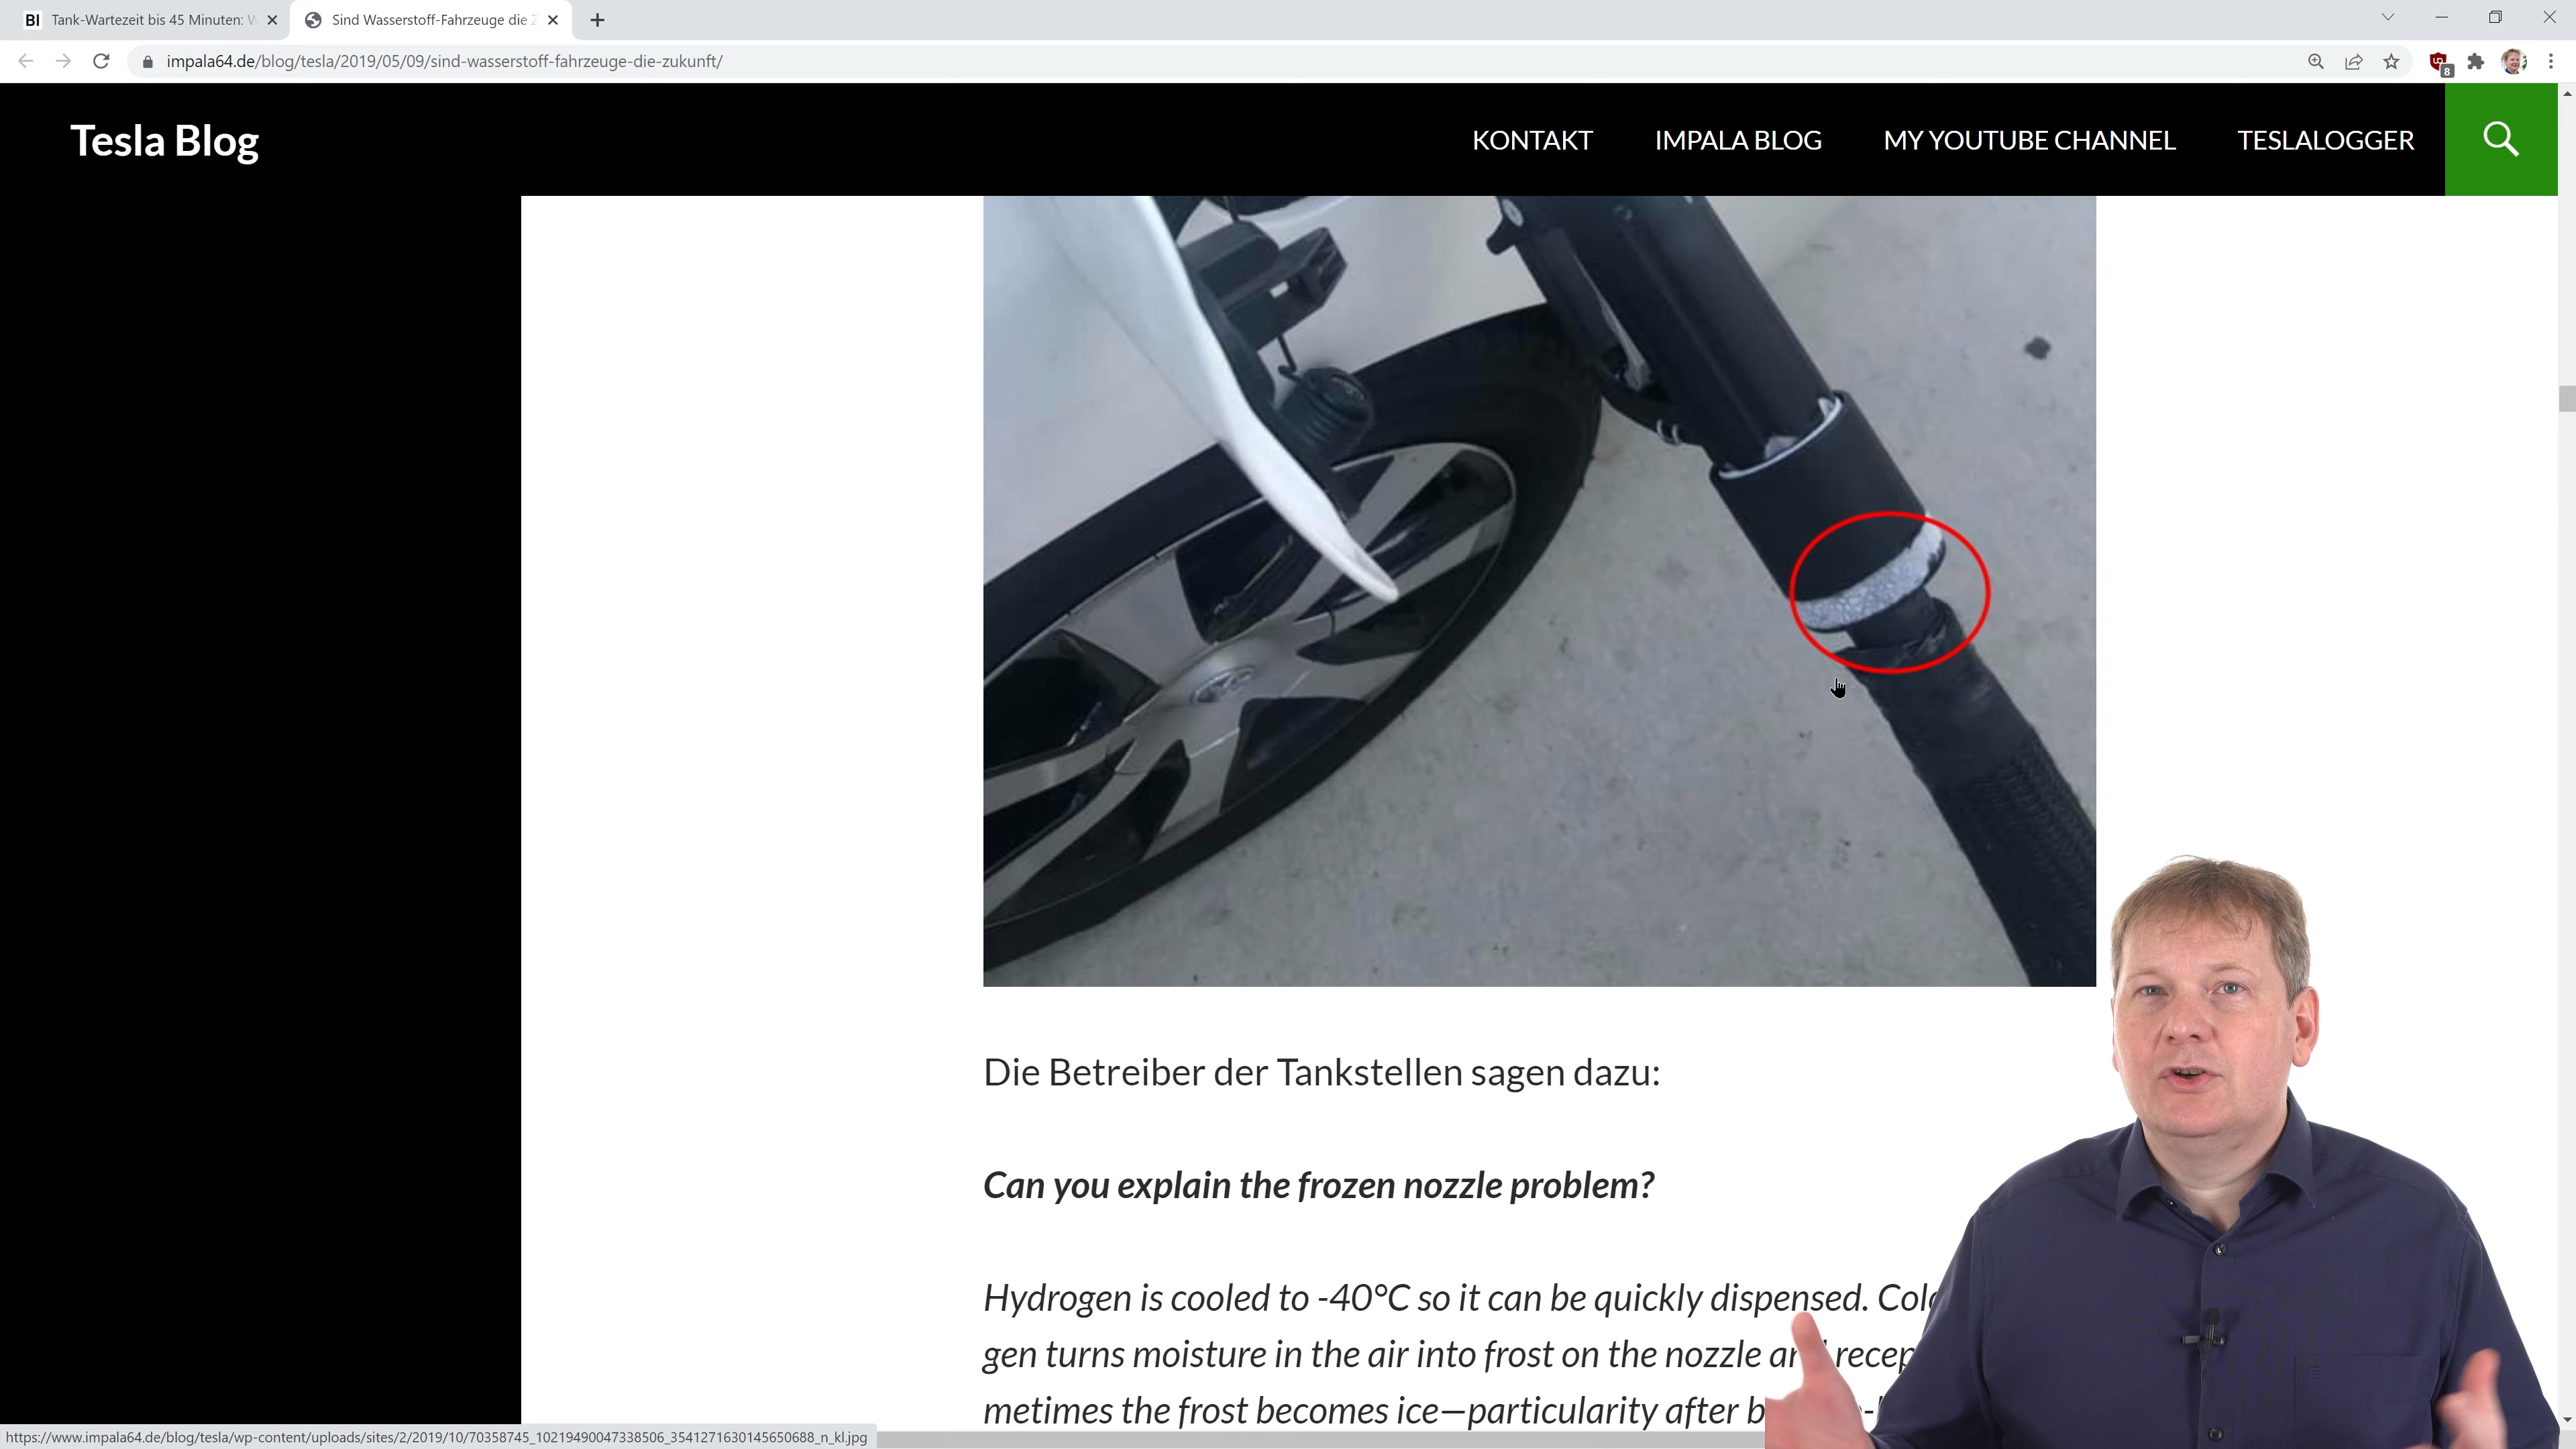 BI Tank-Wartezeit bis 45 Minuten: W
Sind Wasserstoff-Fahrzeuge die Z
impala64.de/blog/tesla/2019/05/09/sind-wasserstoff-fahrzeuge-die-zukunft/
8
Tesla Blog
KONTAKT IMPALA BLOG MY YOUTUBE CHANNEL TESLALOGGER
Die Betreiber der Tankstellen sagen dazu:
Can you explain the frozen nozzle problem?
Hydrogen is cooled to -40°C so it can be quickly dispensed.
gen turns moisture in the air into frost on the nozzle
metimes the frost becomes ice—particularity after
https://www.impala64.de/blog/tesla/wp-content/uploads/sites/2/2019/10/70358745_10219490047338506_3541271630145650688_n_kl.jpg